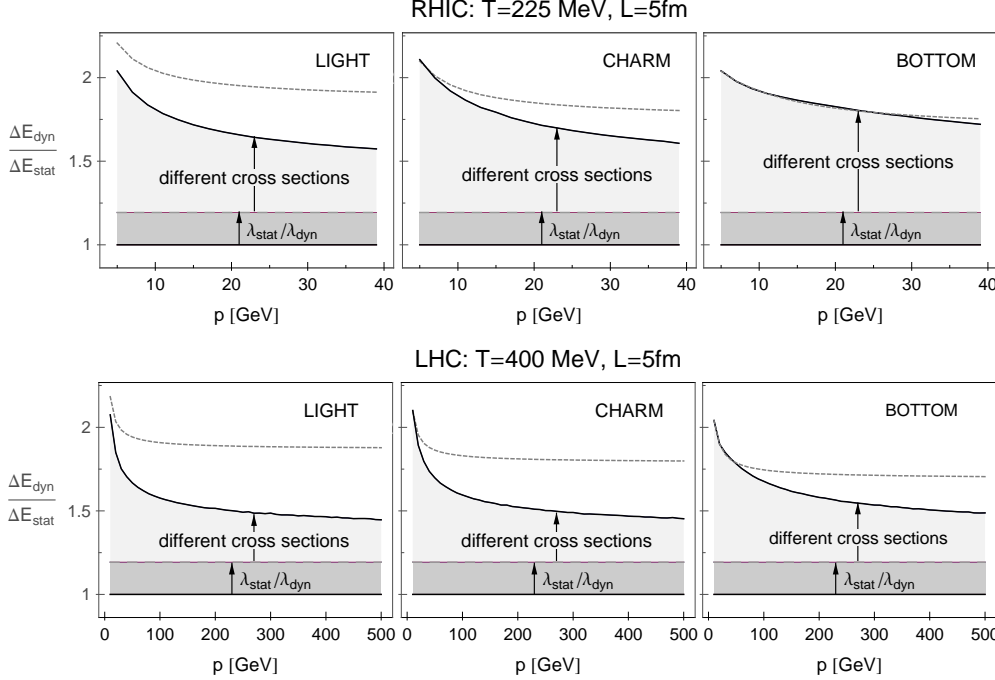 RHIC: T=225 MeV, L=5fm
LIGHT
CHARM
BOTTOM
2
1.5
1
ΔE_dyn
ΔE_stat
different cross sections
different cross sections
different cross sections
λ_stat/λ_dyn
λ_stat/λ_dyn
λ_stat/λ_dyn
10 20 30 40
10 20 30 40
10 20 30 40
p [GeV]
p [GeV]
p [GeV]
LHC: T=400 MeV, L=5fm
LIGHT
CHARM
BOTTOM
2
1.5
1
ΔE_dyn
ΔE_stat
different cross sections
different cross sections
different cross sections
λ_stat/λ_dyn
λ_stat/λ_dyn
λ_stat/λ_dyn
0 100 200 300 400 500
0 100 200 300 400 500
0 100 200 300 400 500
p [GeV]
p [GeV]
p [GeV]